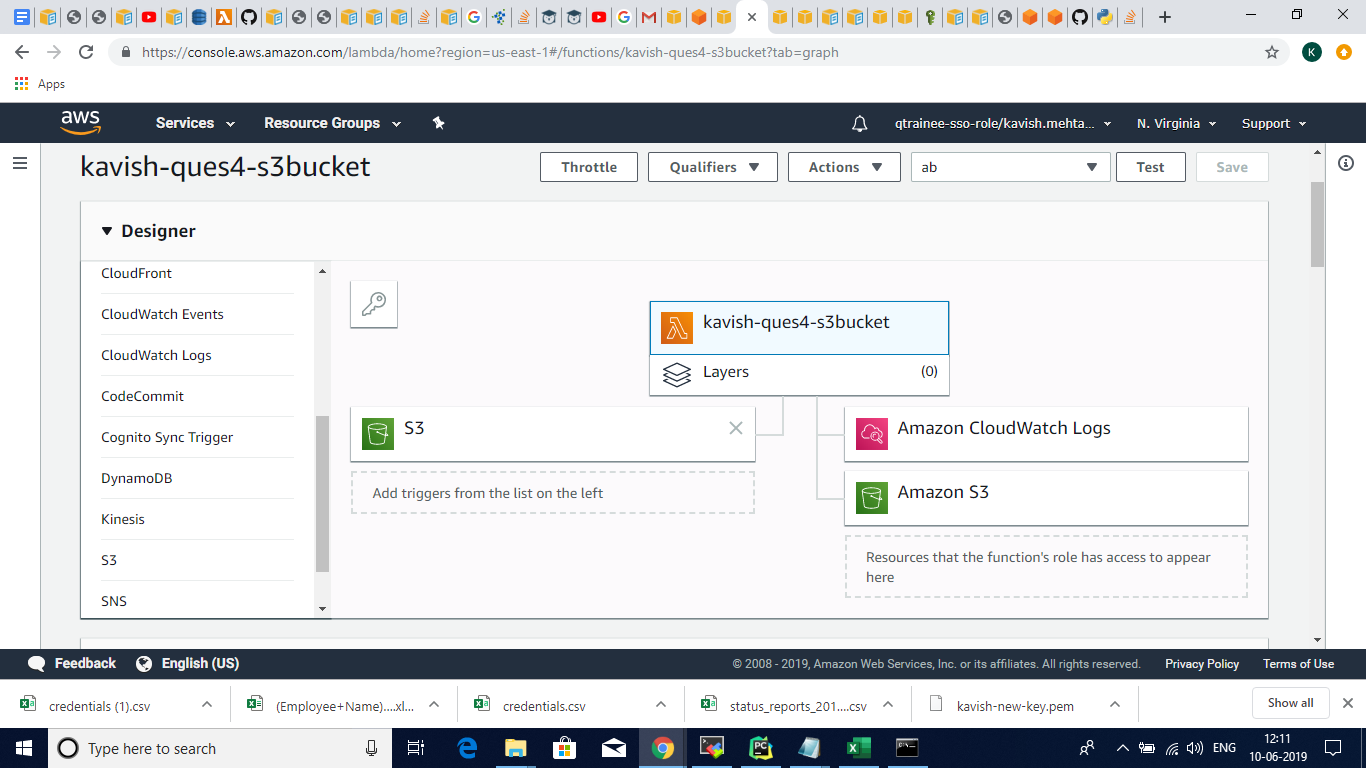 https://console.aws.amazon.com/lambda/home?region=us-east-1#/functions/kavish-ques4-s3bucket?tab=graph
K
Apps
aws
Services
Resource Groups
qtrainee-sso-role/kavish.mehta...
N. Virginia
Support
kavish-ques4-s3bucket
Throttle
Qualifiers
Actions
ab
Test
Save
Designer
CloudFront
CloudWatch Events
CloudWatch Logs
CodeCommit
Cognito Sync Trigger
DynamoDB
Kinesis
S3
SNS
kavish-ques4-s3bucket
Layers
(0)
S3
Add triggers from the list on the left
Amazon CloudWatch Logs
Amazon S3
Resources that the function's role has access to appear
here
Feedback
English (US)
© 2008 - 2019, Amazon Web Services, Inc. or its affiliates. All rights reserved.
Privacy Policy
Terms of Use
credentials (1).csv
(Employee+Name)....xl...
credentials.csv
status_reports_201....csv
kavish-new-key.pem
Show all
Type here to search
ENG
12:11
10-06-2019